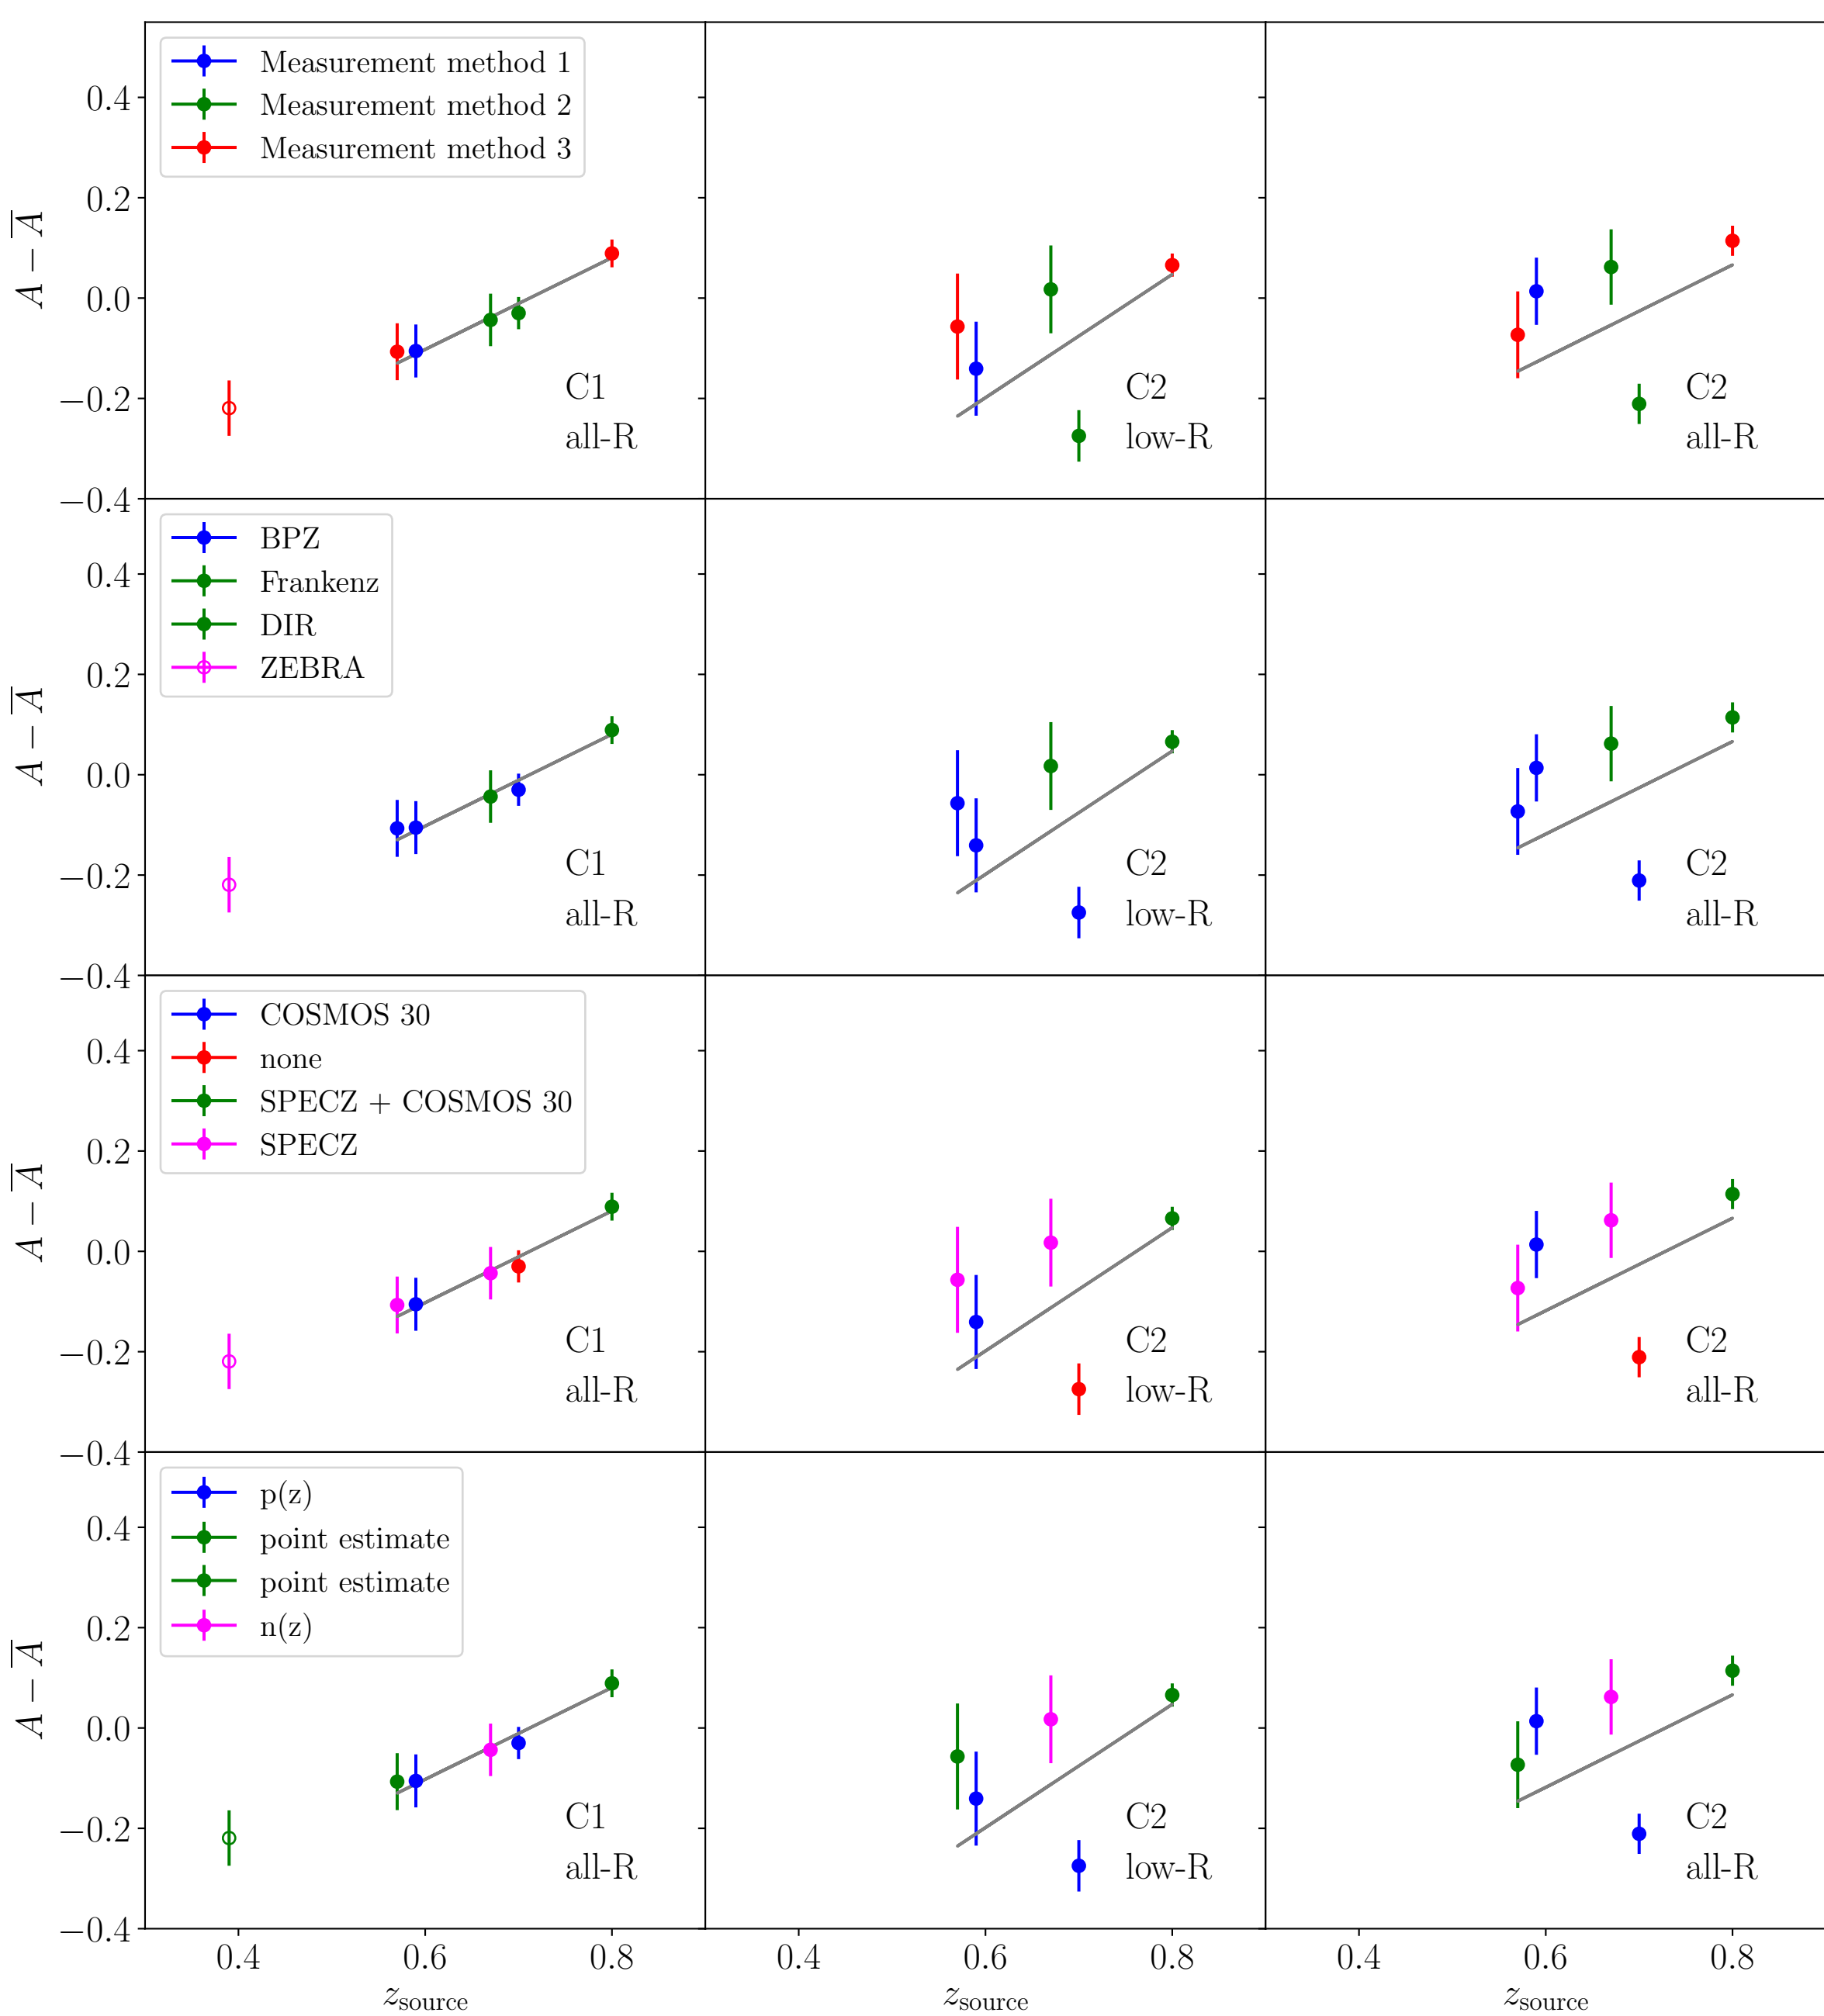 Measurement method 1
Measurement method 2
Measurement method 3
0.4
0.2
0.0
−0.2
−0.4
A − A̅
C1
all-R
C2
low-R
C2
all-R
BPZ
Frankenz
DIR
ZEBRA
0.4
0.2
0.0
−0.2
−0.4
A − A̅
C1
all-R
C2
low-R
C2
all-R
COSMOS 30
none
SPECZ + COSMOS 30
SPECZ
0.4
0.2
0.0
−0.2
−0.4
A − A̅
C1
all-R
C2
low-R
C2
all-R
p(z)
point estimate
point estimate
n(z)
0.4
0.2
0.0
−0.2
−0.4
A − A̅
C1
all-R
C2
low-R
C2
all-R
0.4 0.6 0.8 0.4 0.6 0.8 0.4 0.6 0.8
z_source z_source z_source